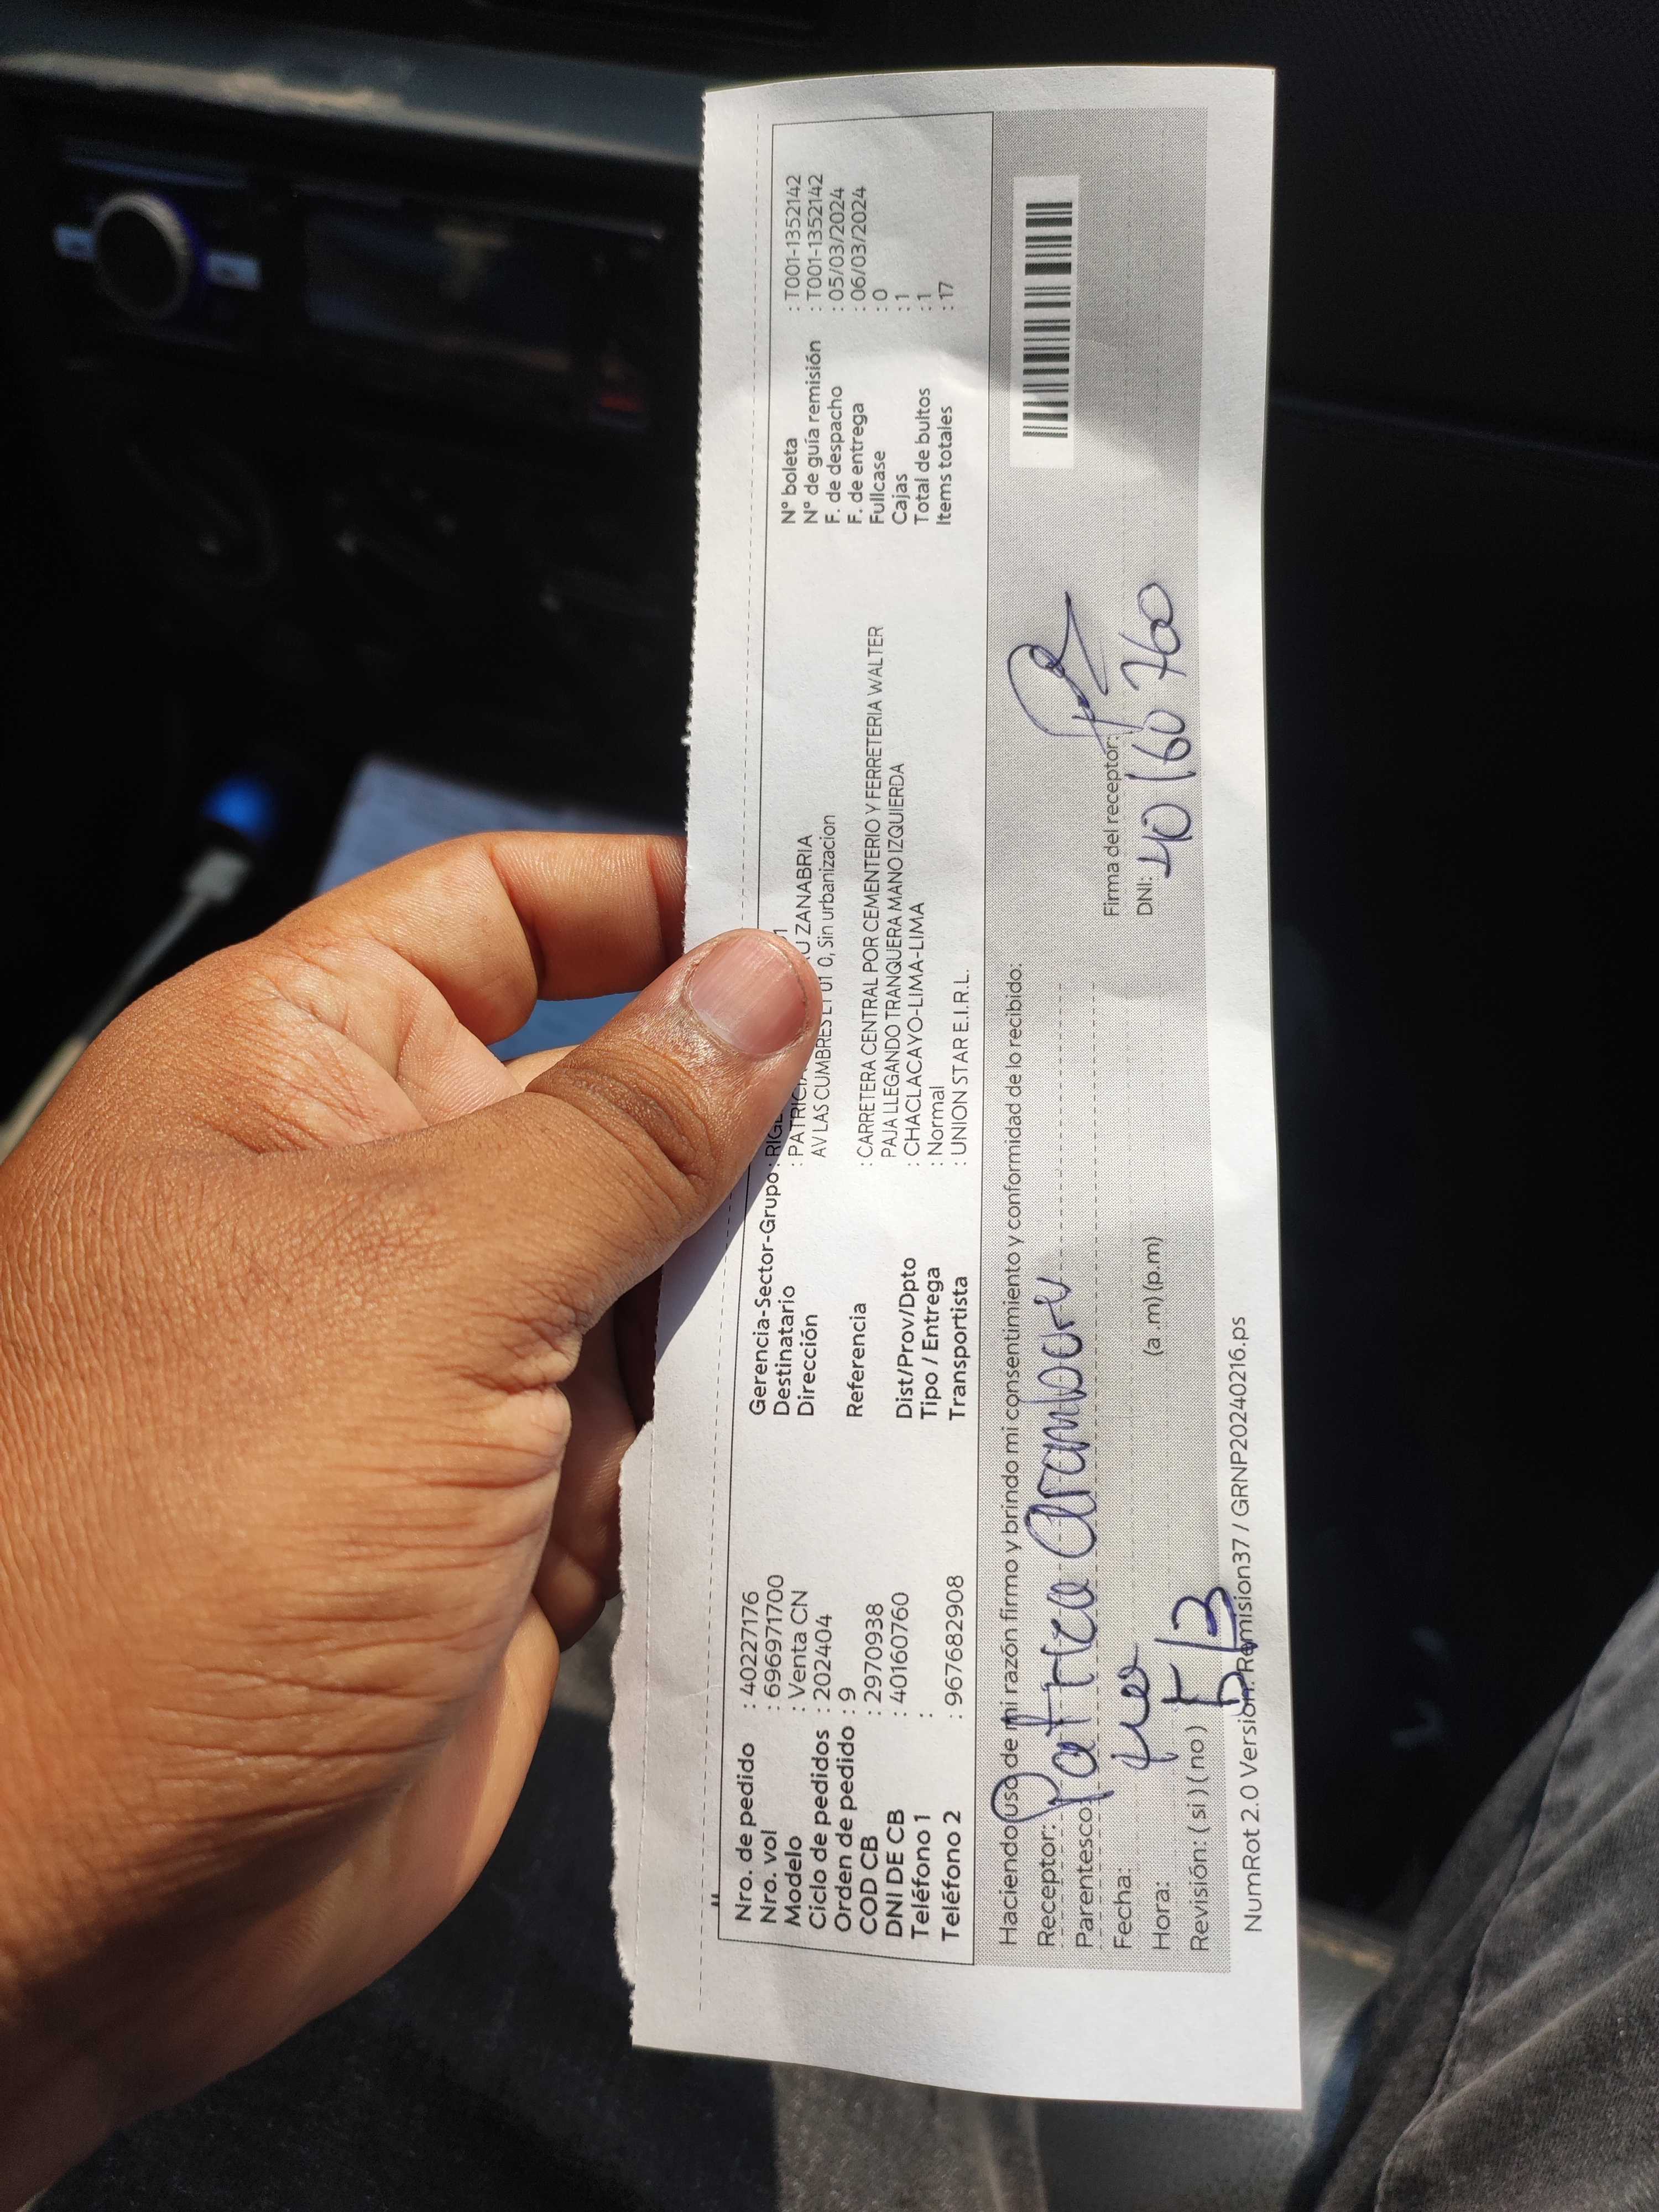 Nro. de pedido : 40227176
Nro. vol : 696971700
Modelo : Venta CN
Ciclo de pedidos : 202404
Orden de pedido : 9
COD CB : 2970938
DNI DE CB : 40160760
Teléfono 1 :
Teléfono 2 : 967682908
Gerencia-Sector-Grupo :
Destinatario : PATRICIA ZANABRIA
Dirección AV LAS CUMBRES 0, Sin urbanizacion
Referencia : CARRETERA CENTRAL POR CEMENTERIO Y FERRETERIA WALTER
PAJA LLEGANDO TRANQUERA MANO IZQUIERDA
Dist/Prov/Dpto : CHACLACAYO-LIMA-LIMA
Tipo / Entrega : Normal
Transportista : UNION STAR E.I.R.L.
N° boleta : T001-1352142
N° de guía remisión : T001-1352142
F. de despacho : 05/03/2024
F. de entrega : 06/03/2024
Fullcase : 0
Cajas : 1
Total de bultos : 1
Items totales : 17
Haciendo uso de mi razón firmo y brindo mi consentimiento y conformidad de lo recibido:
Receptor: Patricia Aramburu
Parentesco:
Fecha:
Hora: (a .m) (p.m)
Revisión: ( si ) ( no )
Firma del receptor:
DNI: 40160760
NumRot 2.0 Version: Remision37 / GRNP20240216.ps